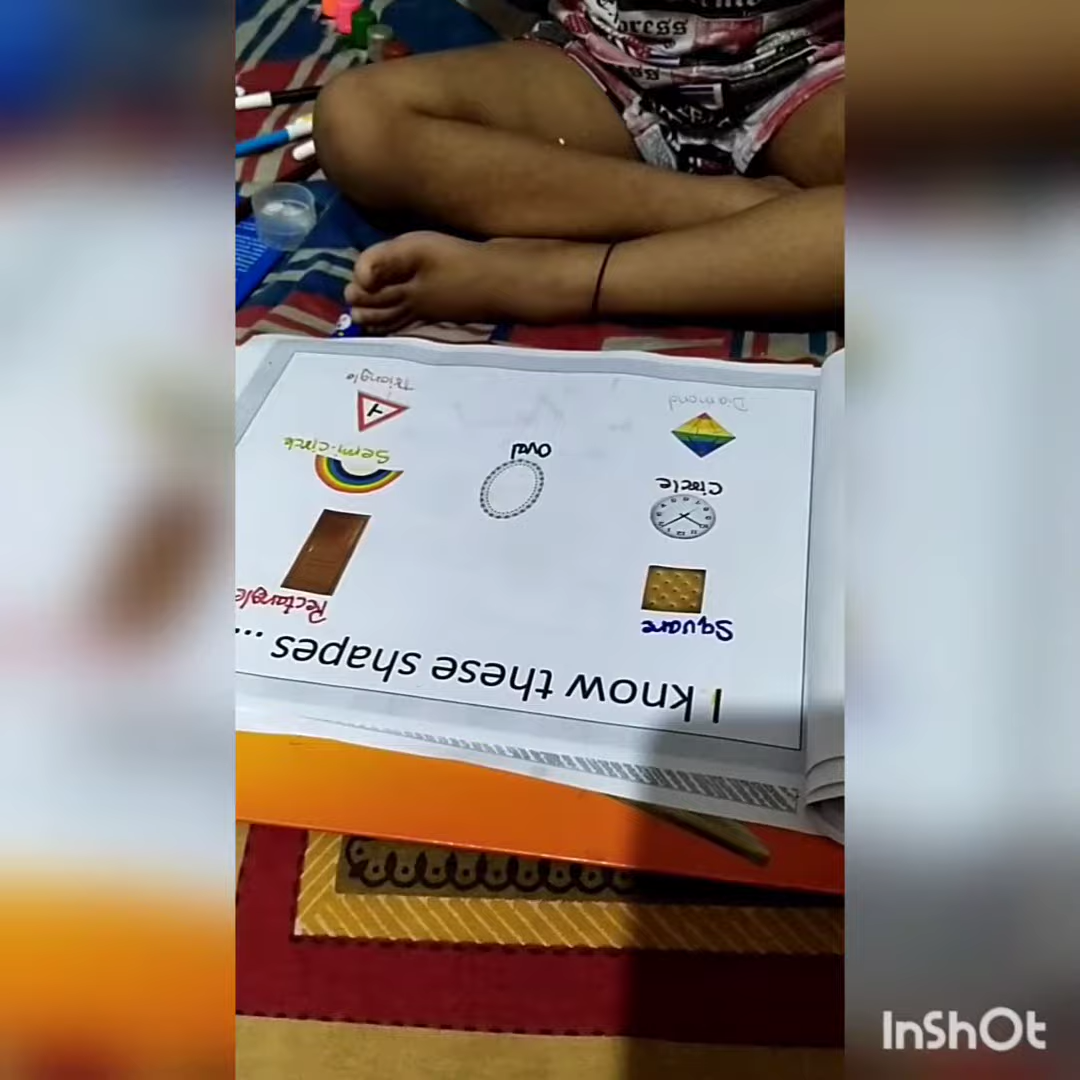 I know these shapes ...
Square
Rectangle
Circle
Semi-circle
Oval
Diamond
Triangle
InShOt